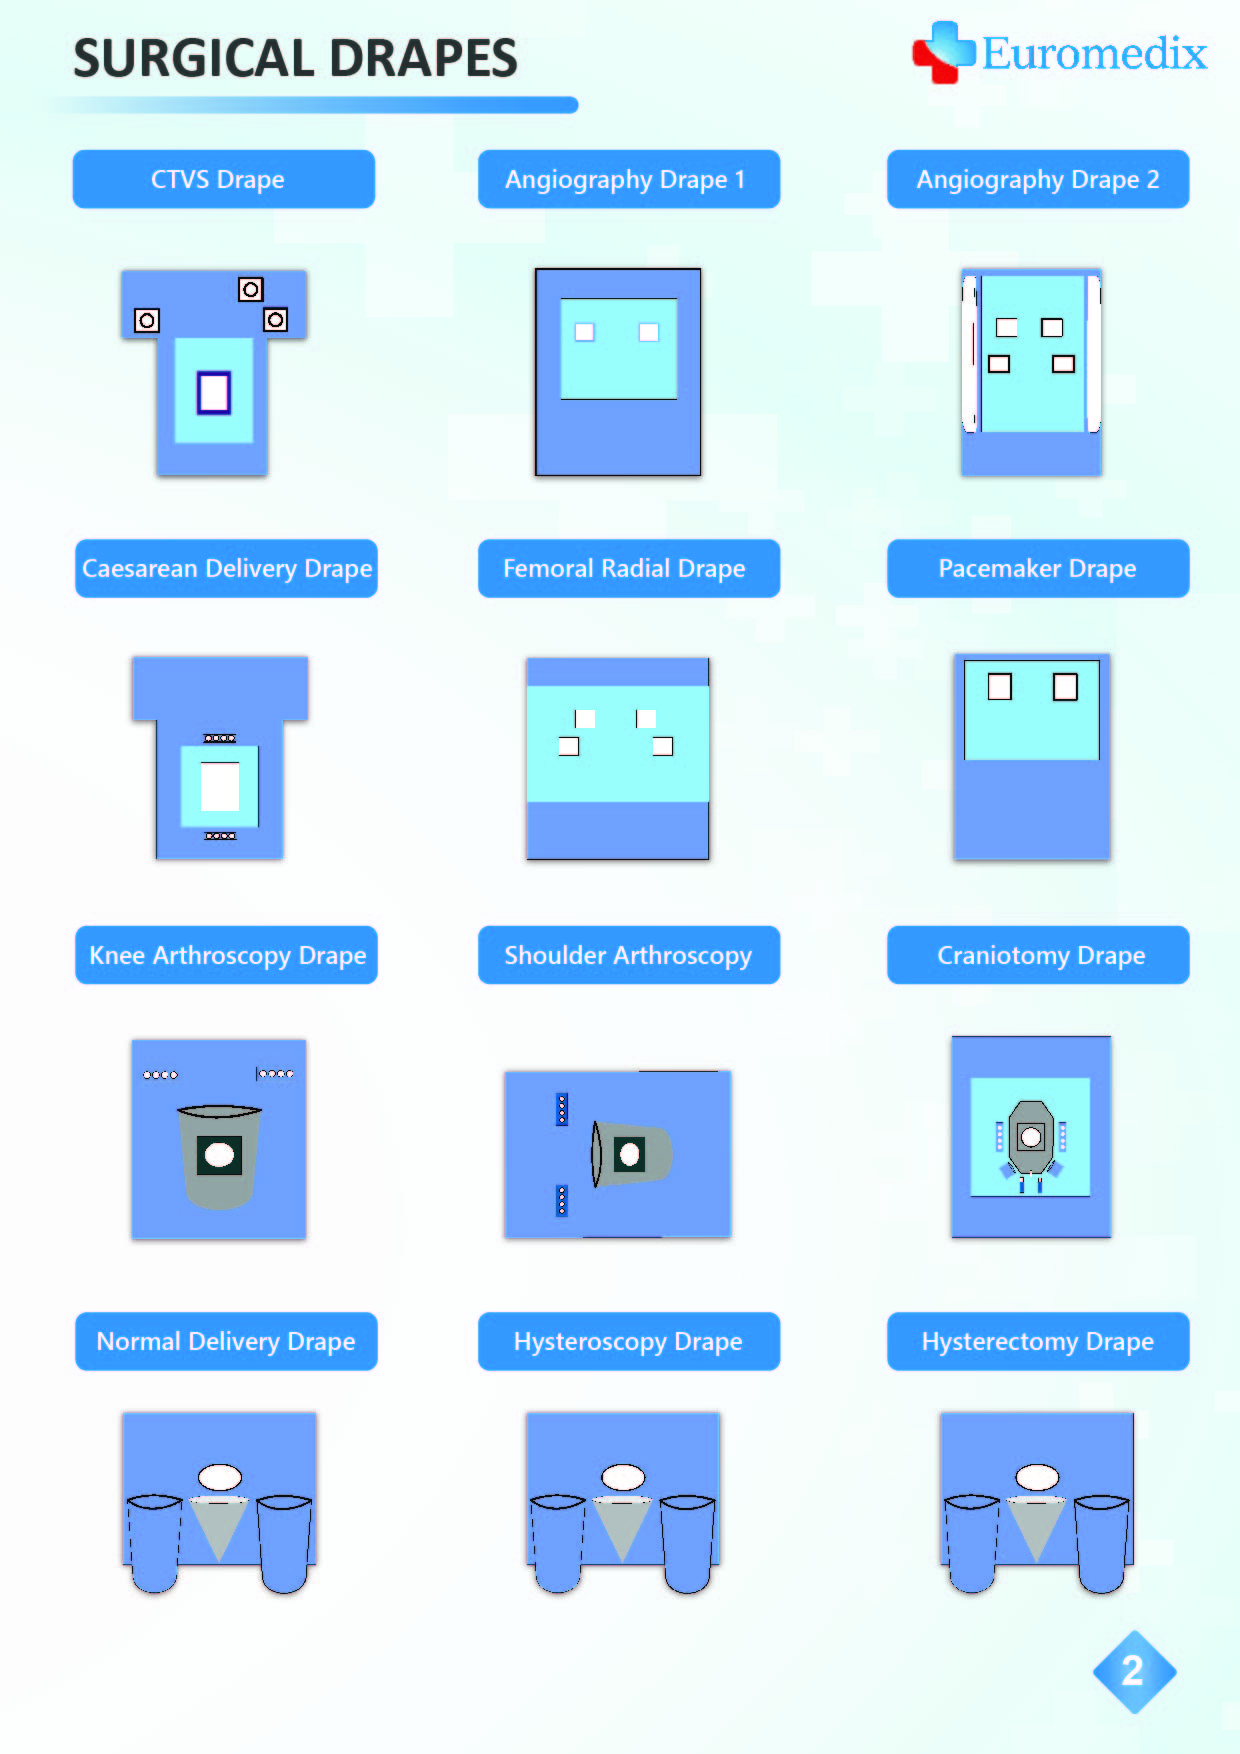 SURGICAL DRAPES
Euromedix
CTVS Drape
Angiography Drape 1
Angiography Drape 2
Caesarean Delivery Drape
Femoral Radial Drape
Pacemaker Drape
Knee Arthroscopy Drape
Shoulder Arthroscopy
Craniotomy Drape
Normal Delivery Drape
Hysteroscopy Drape
Hysterectomy Drape
2